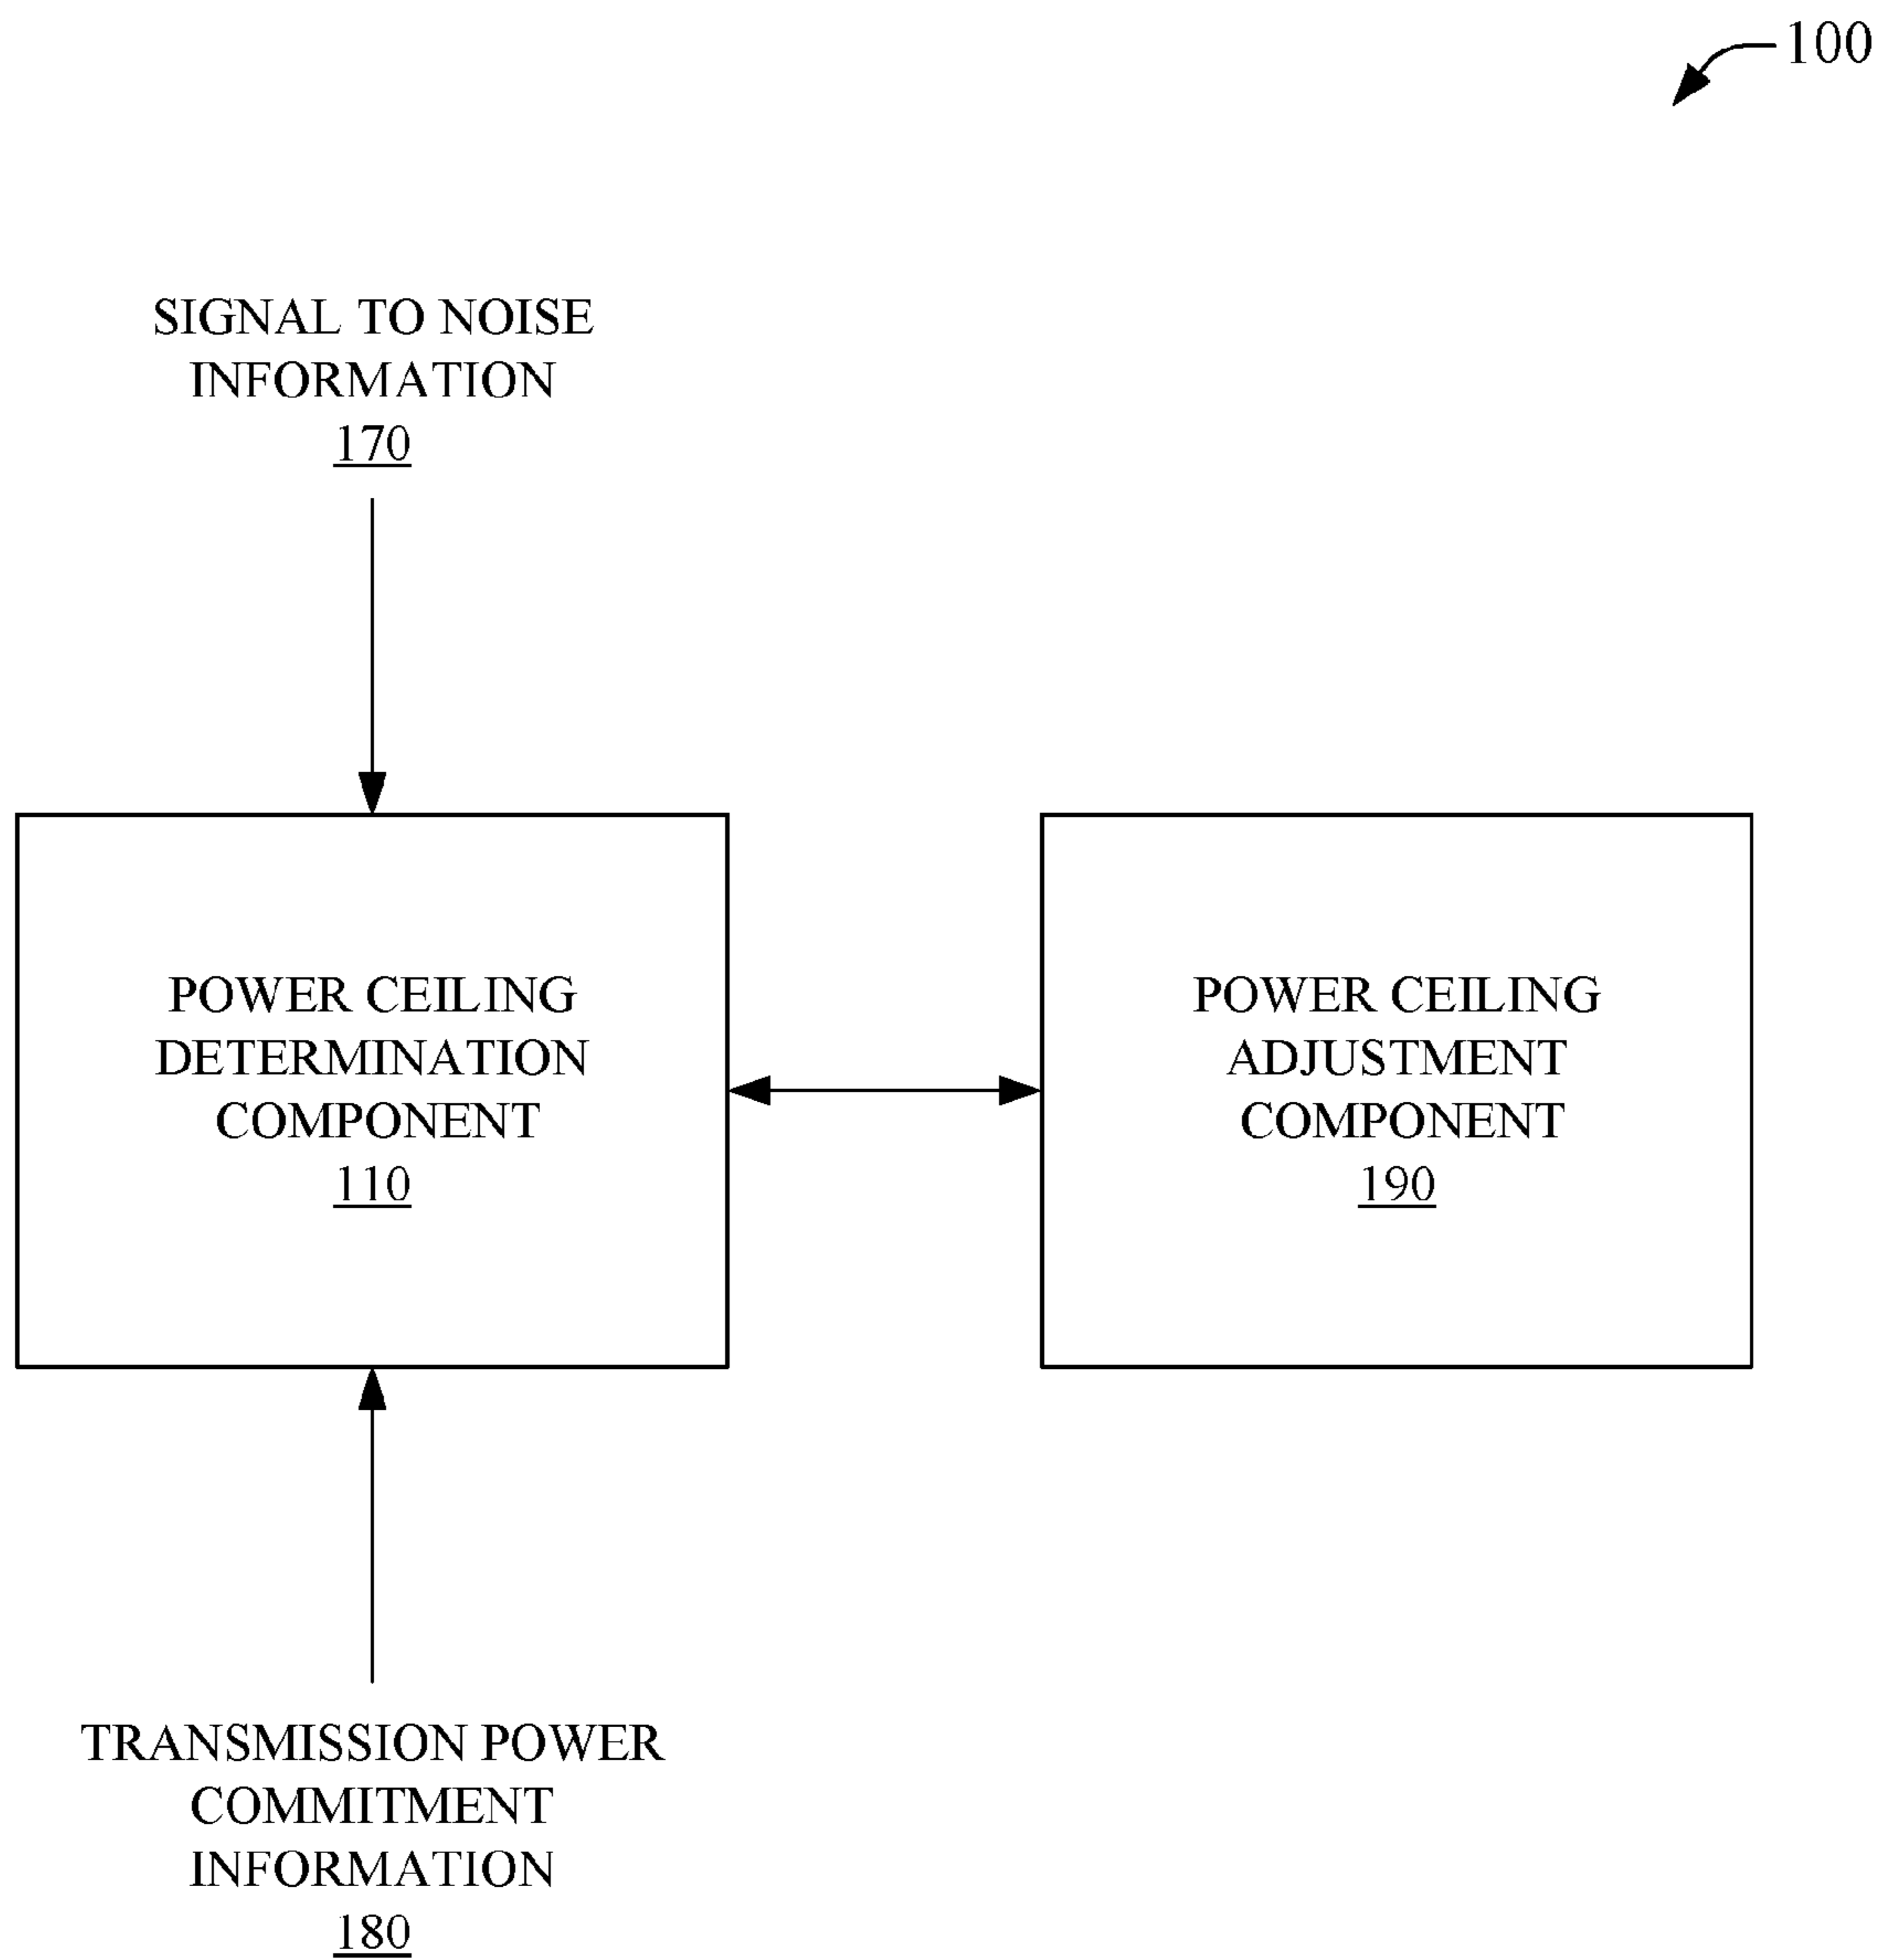 100
SIGNAL TO NOISE
INFORMATION
170
POWER CEILING
DETERMINATION
COMPONENT
110
POWER CEILING
ADJUSTMENT
COMPONENT
190
TRANSMISSION POWER
COMMITMENT
INFORMATION
180